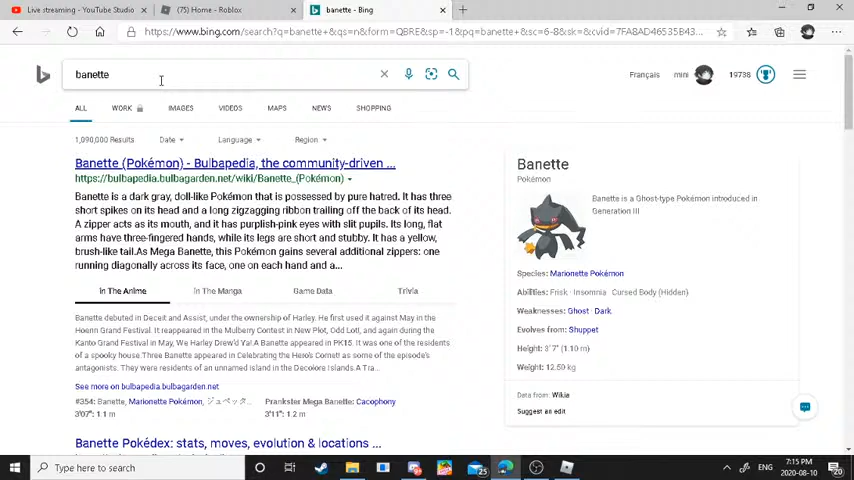 Live streaming - YouTube Studio
(75) Home - Roblox
banette - Bing
https://www.bing.com/search?q=banette+&qs=n&form=QBRE&sp=-1&pq=banette+&sc=6-8&sk=&cvid=7FA8AD46535B43...
banette
Français
mini
19738
ALL
WORK
IMAGES
VIDEOS
MAPS
NEWS
SHOPPING
1,090,000 Results
Date
Language
Region
Banette (Pokémon) - Bulbapedia, the community-driven ...
https://bulbapedia.bulbagarden.net/wiki/Banette_(Pokémon)
Banette is a dark gray, doll-like Pokémon that is possessed by pure hatred. It has three
short spikes on its head and a long zigzagging ribbon trailing off the back of its head.
A zipper acts as its mouth, and it has purplish-pink eyes with slit pupils. Its long, flat
arms have three-fingered hands, while its legs are short and stubby. It has a yellow,
brush-like tail.As Mega Banette, this Pokémon gains several additional zippers: one
running diagonally across its face, one on each hand and a...
In The Anime
In The Manga
Game Data
Trivia
Banette debuted in Deceit and Assist, under the ownership of Harley. He first used it against May in the
Hoenn Grand Festival. It reappeared in the Mulberry Contest in New Plot, Odd Lot!, and again during the
Kanto Grand Festival in May, We Harley Drew'd Ya! A Banette appeared in PK15. It was one of the residents
of a spooky house.Three Banette appeared in Celebrating the Hero's Comet! as some of the episode's
antagonists. They were residents of an unnamed island in the Decolore Islands.A Tra...
See more on bulbapedia.bulbagarden.net
#354: Banette, Marionette Pokémon, ジュペッタ...
3'07": 1.1 m
Prankster Mega Banette: Cacophony
3'11": 1.2 m
Banette Pokédex: stats, moves, evolution & locations ...
Banette
Pokémon
Banette is a Ghost-type Pokémon introduced in
Generation III
Species: Marionette Pokémon
Abilities: Frisk · Insomnia · Cursed Body (Hidden)
Weaknesses: Ghost · Dark
Evolves from: Shuppet
Height: 3' 7" (1.10 m)
Weight: 12.50 kg
Data from: Wikia
Suggest an edit
Type here to search
25
ENG
7:15 PM
2020-08-10
20